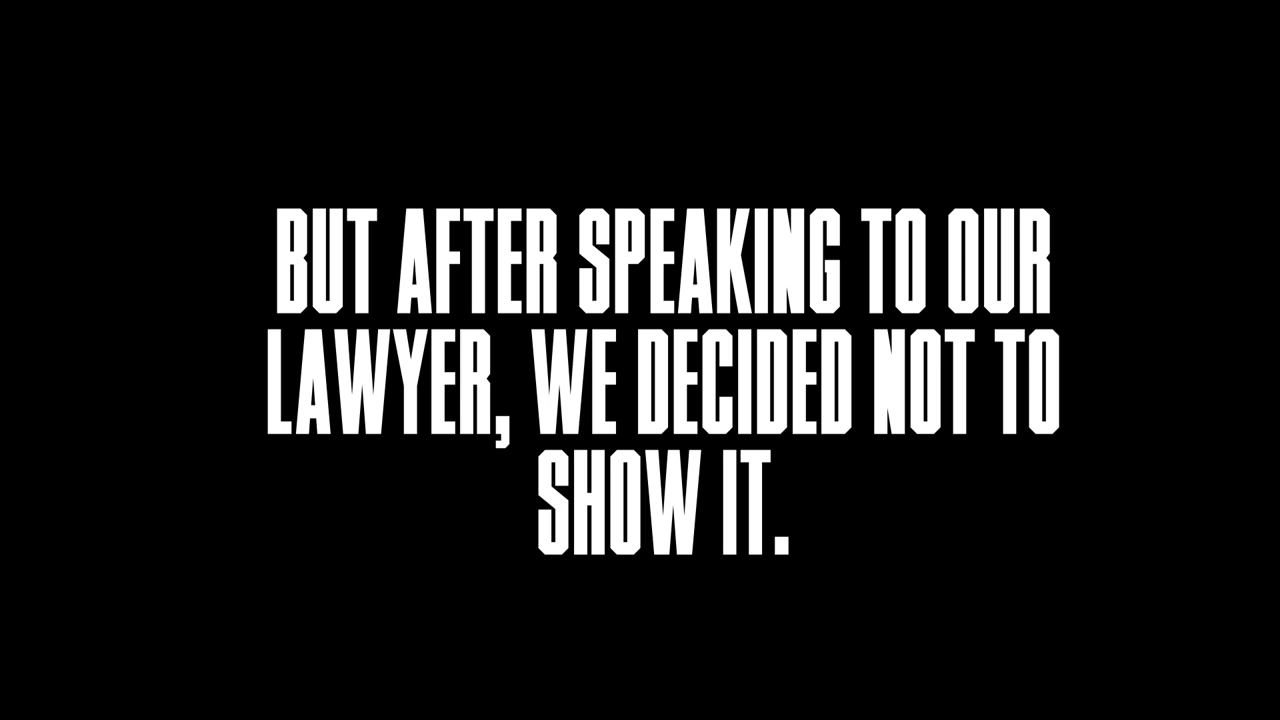 BUT AFTER SPEAKING TO OUR
LAWYER, WE DECIDED NOT TO
SHOW IT.